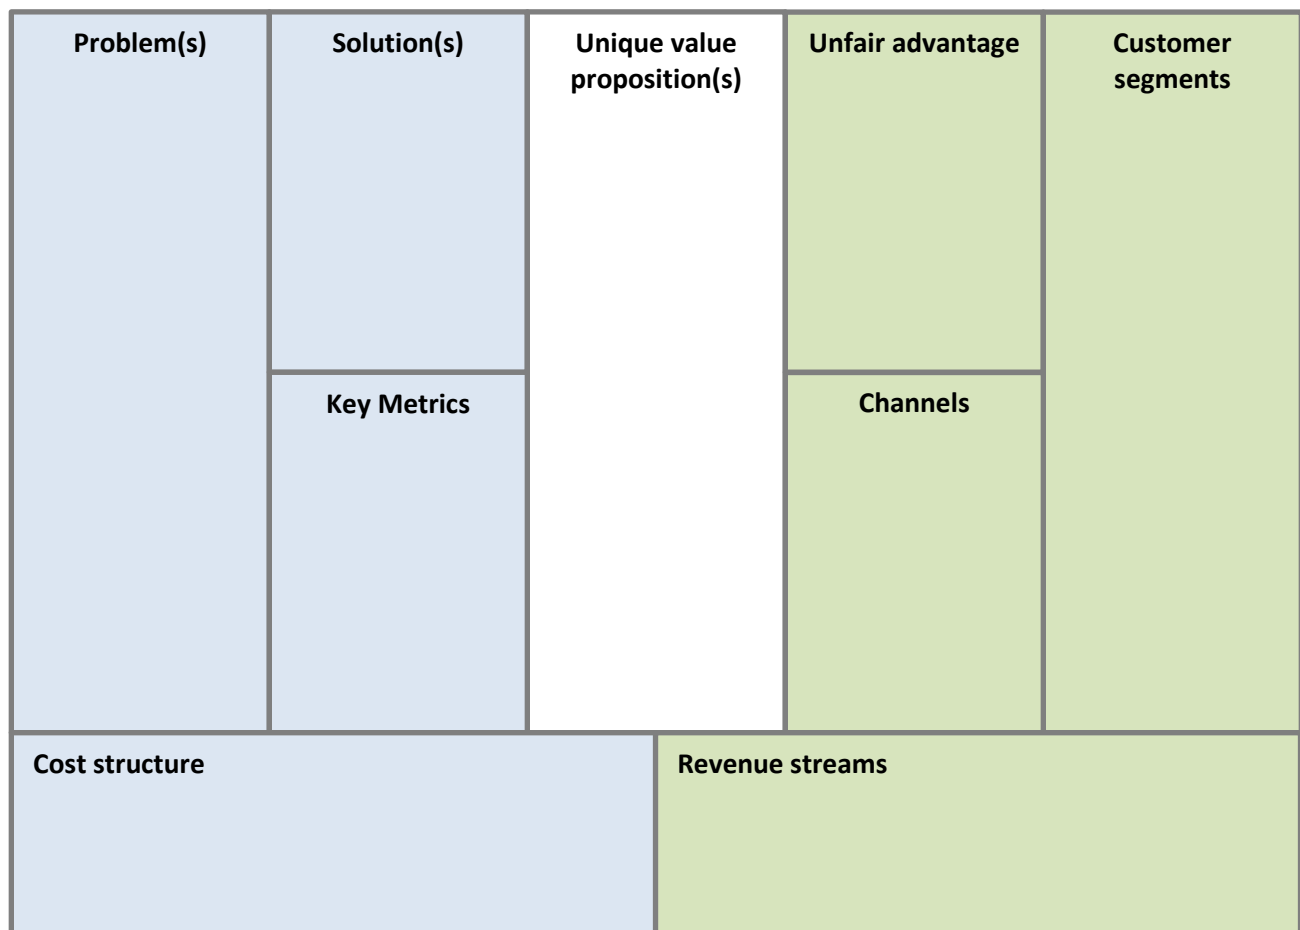 Problem(s)
Solution(s)
Unique value
proposition(s)
Unfair advantage
Customer
segments
Key Metrics
Channels
Cost structure
Revenue streams